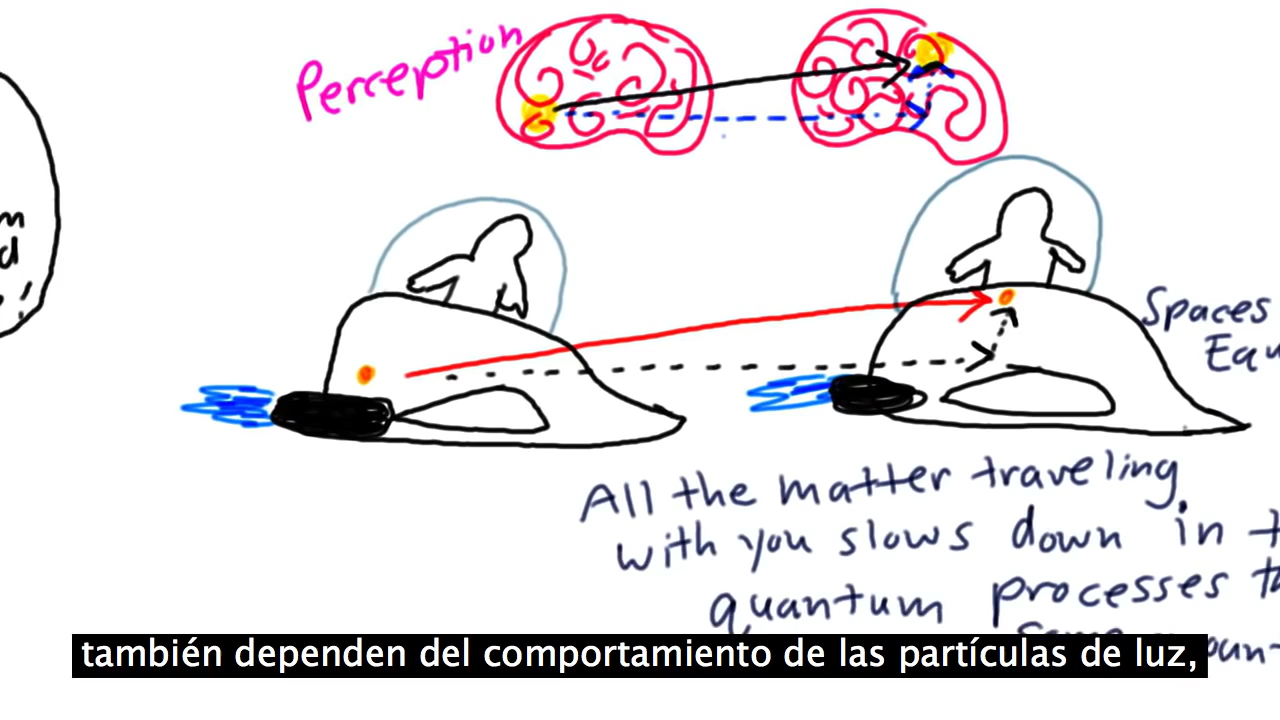 Perception
m
d
Spaces
All the matter traveling
with you slows down in
quantum processes
también dependen del comportamiento de las partículas de luz,